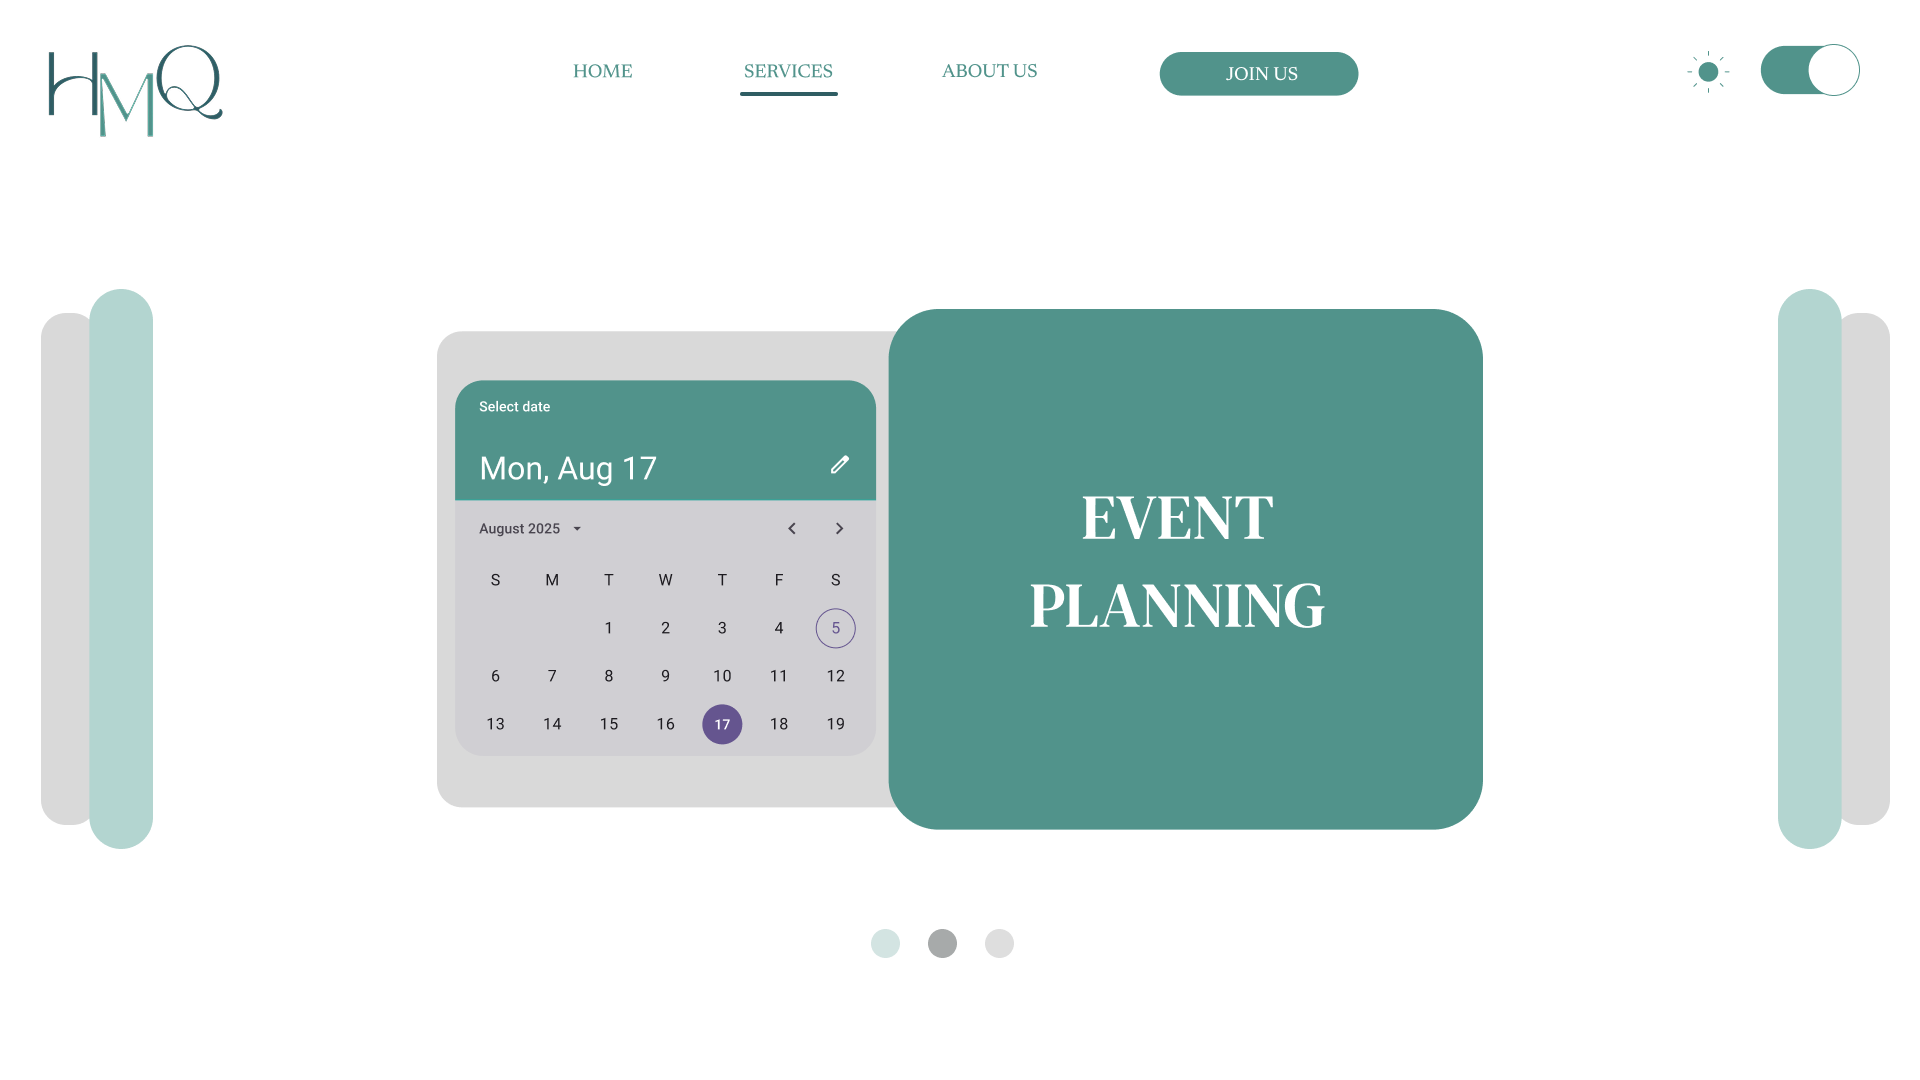 HMQ
HOME SERVICES ABOUT US JOIN US
Select date
Mon, Aug 17
August 2025
S M T W T F S
1 2 3 4 5
6 7 8 9 10 11 12
13 14 15 16 17 18 19
EVENT
PLANNING